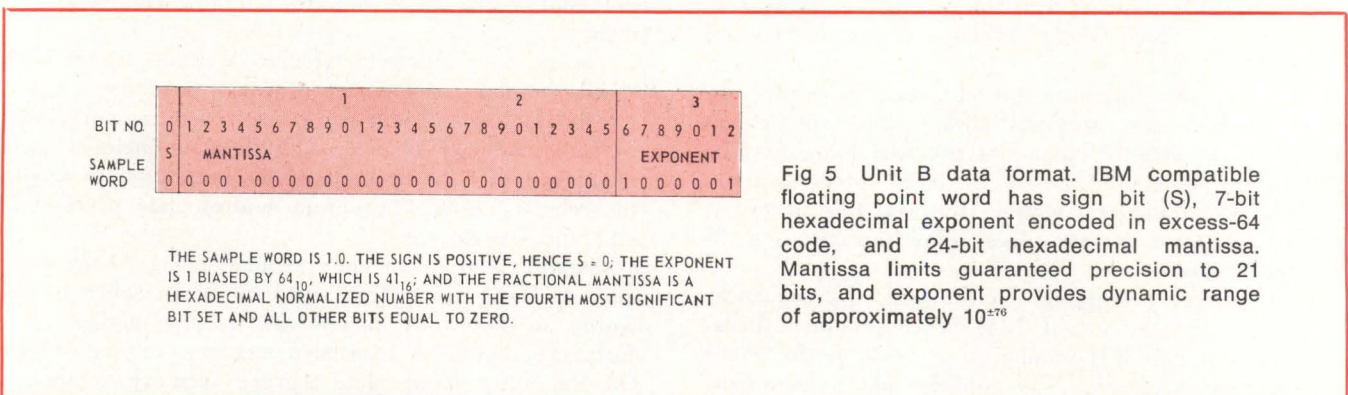 1 2 3
BIT NO. 0 1 2 3 4 5 6 7 8 9 0 1 2 3 4 5 6 7 8 9 0 1 2 3 4 5 6 7 8 9 0 1 2
S MANTISSA EXPONENT
SAMPLE
WORD 0 0 0 0 1 0 0 0 0 0 0 0 0 0 0 0 0 0 0 0 0 0 0 0 0 0 1 0 0 0 0 0 1
THE SAMPLE WORD IS 1.0. THE SIGN IS POSITIVE, HENCE S = 0; THE EXPONENT
IS 1 BIASED BY 64₁₀, WHICH IS 41₁₆; AND THE FRACTIONAL MANTISSA IS A
HEXADECIMAL NORMALIZED NUMBER WITH THE FOURTH MOST SIGNIFICANT
BIT SET AND ALL OTHER BITS EQUAL TO ZERO.
Fig 5 Unit B data format. IBM compatible
floating point word has sign bit (S), 7-bit
hexadecimal exponent encoded in excess-64
code, and 24-bit hexadecimal mantissa.
Mantissa limits guaranteed precision to 21
bits, and exponent provides dynamic range
of approximately 10±⁷⁶